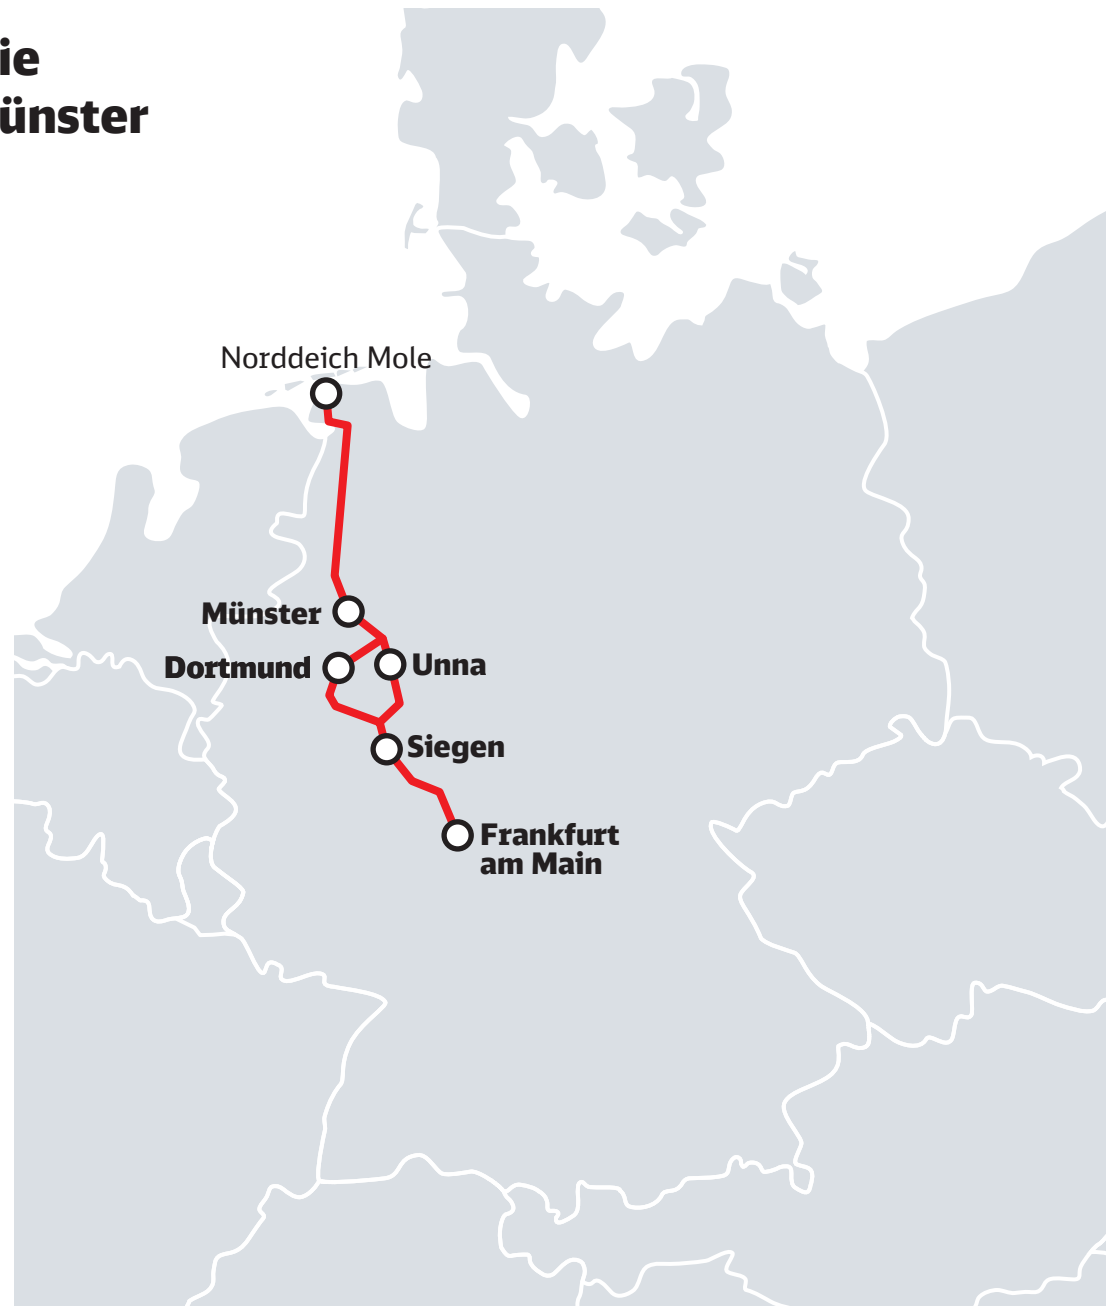 ie
ünster
Norddeich Mole
Münster
Dortmund
Unna
Siegen
Frankfurt
am Main